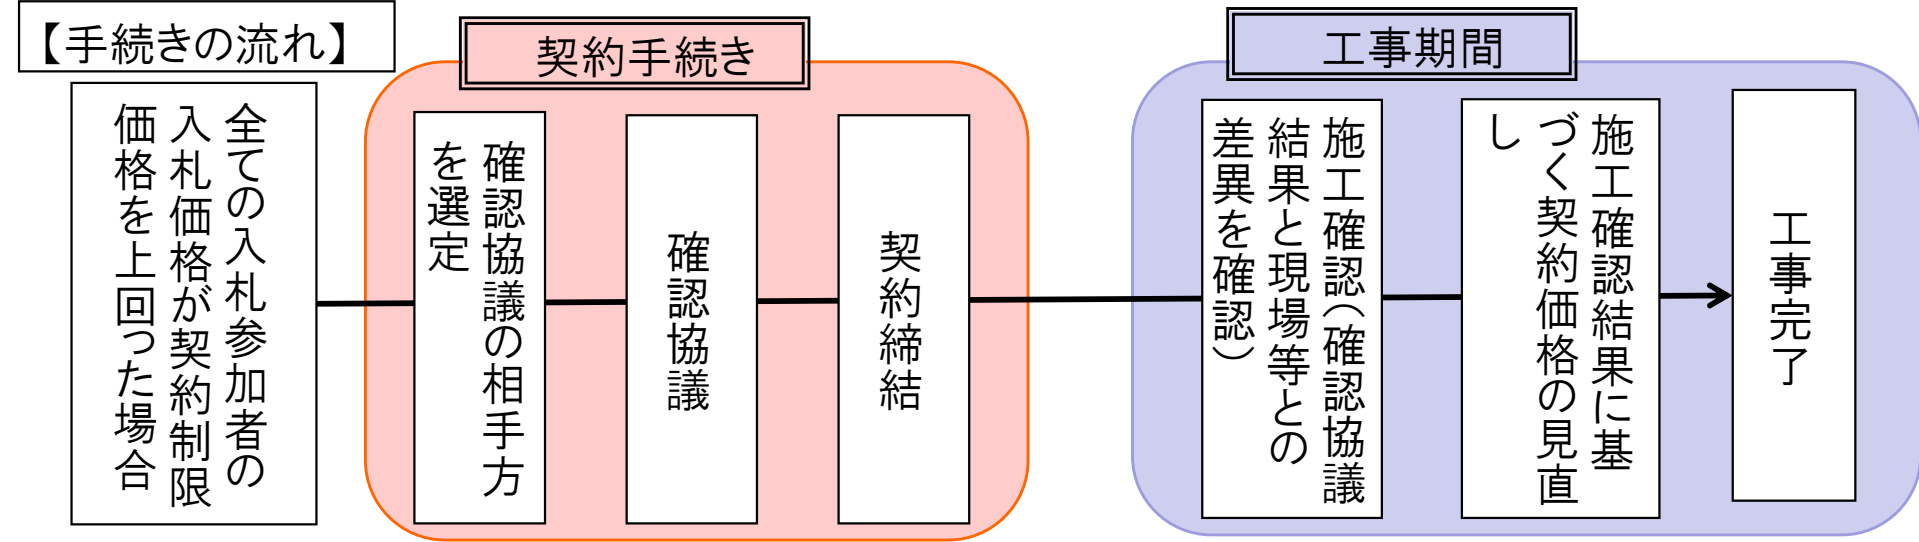 【手続きの流れ】
全ての入札参加者の
入札価格が契約制限
価格を上回った場合
契約手続き
確認協議の相手方
を選定
確認協議
契約締結
工事期間
施工確認（確認協議
結果と現場等との
差異を確認）
施工確認結果に基
づく契約価格の見直
し
工事完了